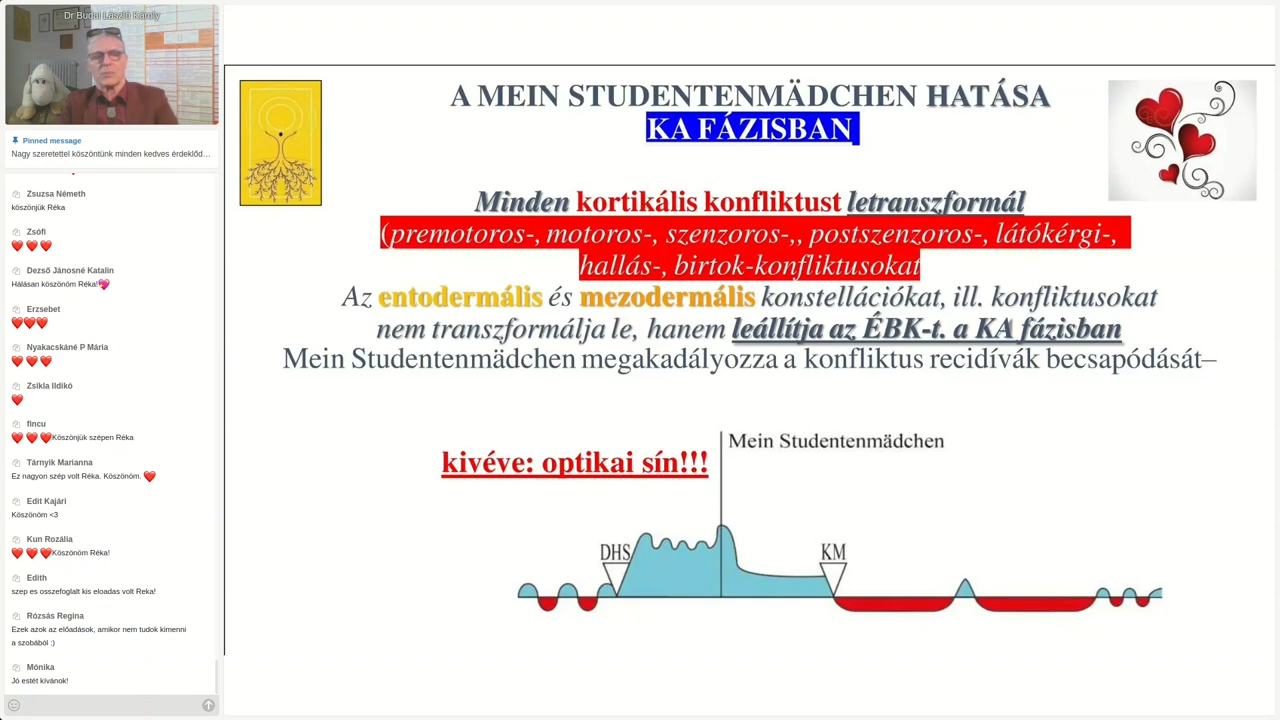 Dr Budai László Károly
Pinned message
Nagy szeretettel köszöntünk minden kedves érdeklőd…
Zsuzsa Németh
köszönjük Réka
Zsófi
Dezső Jánosné Katalin
Hálásan köszönöm Réka!
Erzsebet
Nyakacskáné P Mária
Zsikla Ildikó
fincu
Köszönjük szépen Réka
Tárnyik Marianna
Ez nagyon szép volt Réka. Köszönöm.
Edit Kajári
Köszönöm <3
Kun Rozália
Köszönöm Réka!
Edith
szep es osszefoglalt kis eloadas volt Reka!
Rózsás Regina
Ezek azok az előadások, amikor nem tudok kimenni
a szobából :)
Mónika
Jó estét kívánok!
A MEIN STUDENTENMÄDCHEN HATÁSA
KA FÁZISBAN
Minden kortikális konfliktust letranszformál
(premotoros-, motoros-, szenzoros-,, postszenzoros-, látókérgi-,
hallás-, birtok-konfliktusokat
Az entodermális és mezodermális konstellációkat, ill. konfliktusokat
nem transzformálja le, hanem leállítja az ÉBK-t. a KA fázisban
Mein Studentenmädchen megakadályozza a konfliktus recidívák becsapódását–
Mein Studentenmädchen
kivéve: optikai sín!!!
DHS
KM